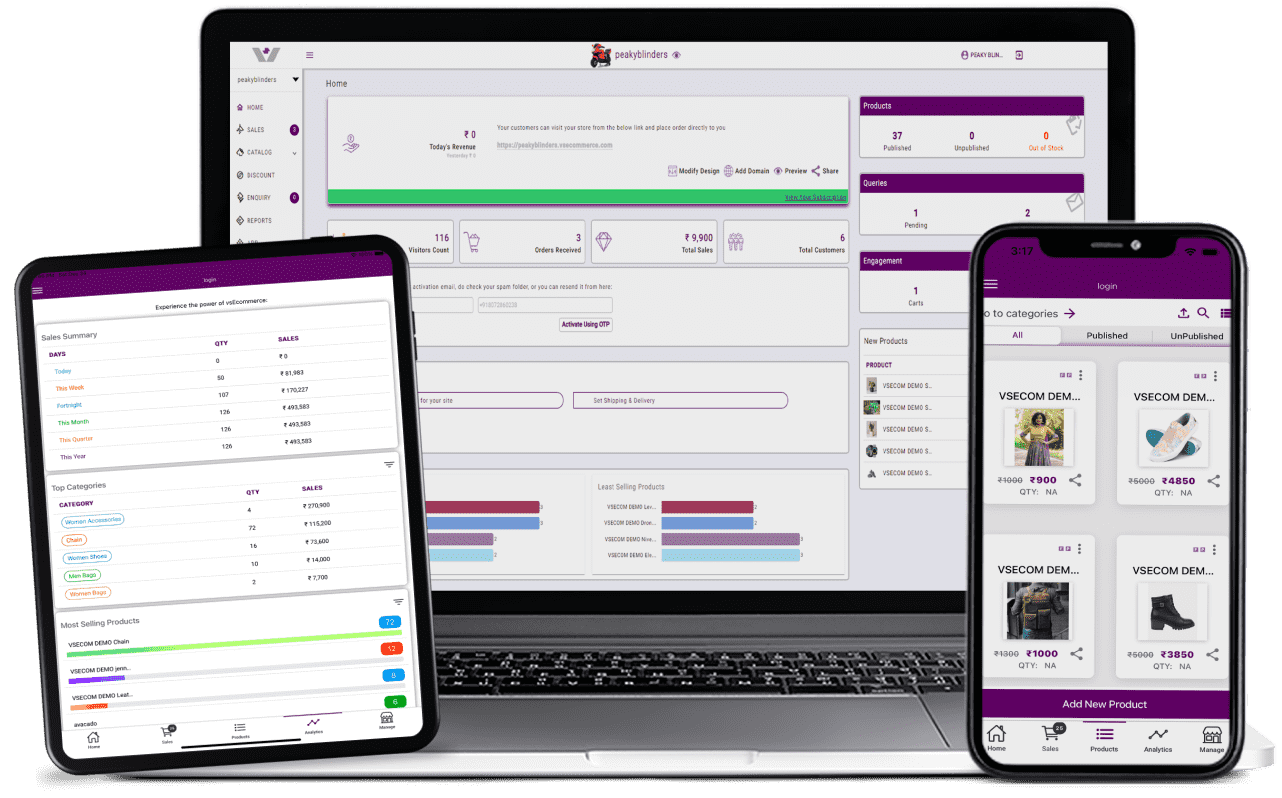 peakyblinders
PEAKY BLIN..
peakyblinders
HOME
SALES 3
CATALOG
DISCOUNT
ENQUIRY
REPORTS
Home
₹ 0
Today's Revenue
Yesterday ₹ 0
Your customers can visit your store from the below link and place order directly to you
https://peakyblinders.vsecommerce.com
Modify Design Add Domain Preview Share
View Your Subscription
116
Visitors Count
3
Orders Received
₹ 9,900
Total Sales
6
Total Customers
activation email, do check your spam folder, or you can resend it from here:
Activate Using OTP
for your site
Set Shipping & Delivery
3
3
2
2
Least Selling Products
VSECOM DEMO Lev... 2
VSECOM DEMO Dron... 2
VSECOM DEMO Nive...
VSECOM DEMO Ele...
Products
37 0 0
Published Unpublished Out of Stock
Queries
1 2
Pending
Engagement
1
Carts
New Products
PRODUCT
VSECOM DEMO S..
VSECOM DEMO S..
VSECOM DEMO S..
VSECOM DEMO S..
VSECOM DEMO S..
login
Experience the power of vsEcommerce:
Sales Summary
DAYS QTY SALES
Today 0 ₹ 0
This Week 50 ₹ 81,983
Fortnight 107 ₹ 170,227
This Month 126 ₹ 493,583
This Quarter 126 ₹ 493,583
This Year 126 ₹ 493,583
Top Categories
CATEGORY QTY SALES
Women Accessories 4 ₹ 270,900
Chain 72 ₹ 115,200
Women Shoes 16 ₹ 73,600
Men Bags 10 ₹ 14,000
Women Bags 2 ₹ 7,700
Most Selling Products
VSECOM DEMO Chain 72
VSECOM DEMO jenn... 12
VSECOM DEMO Leat... 8
avacado 6
Home Sales Products Analytics Manage
3:17
login
o to categories
All Published UnPublished
VSECOM DEM...
₹1000 ₹900
QTY: NA
VSECOM DEM...
₹5000 ₹4850
QTY: NA
VSECOM DEM...
₹1300 ₹1000
QTY: NA
VSECOM DEM...
₹5000 ₹3850
QTY: NA
Add New Product
26
Home Sales Products Analytics Manage